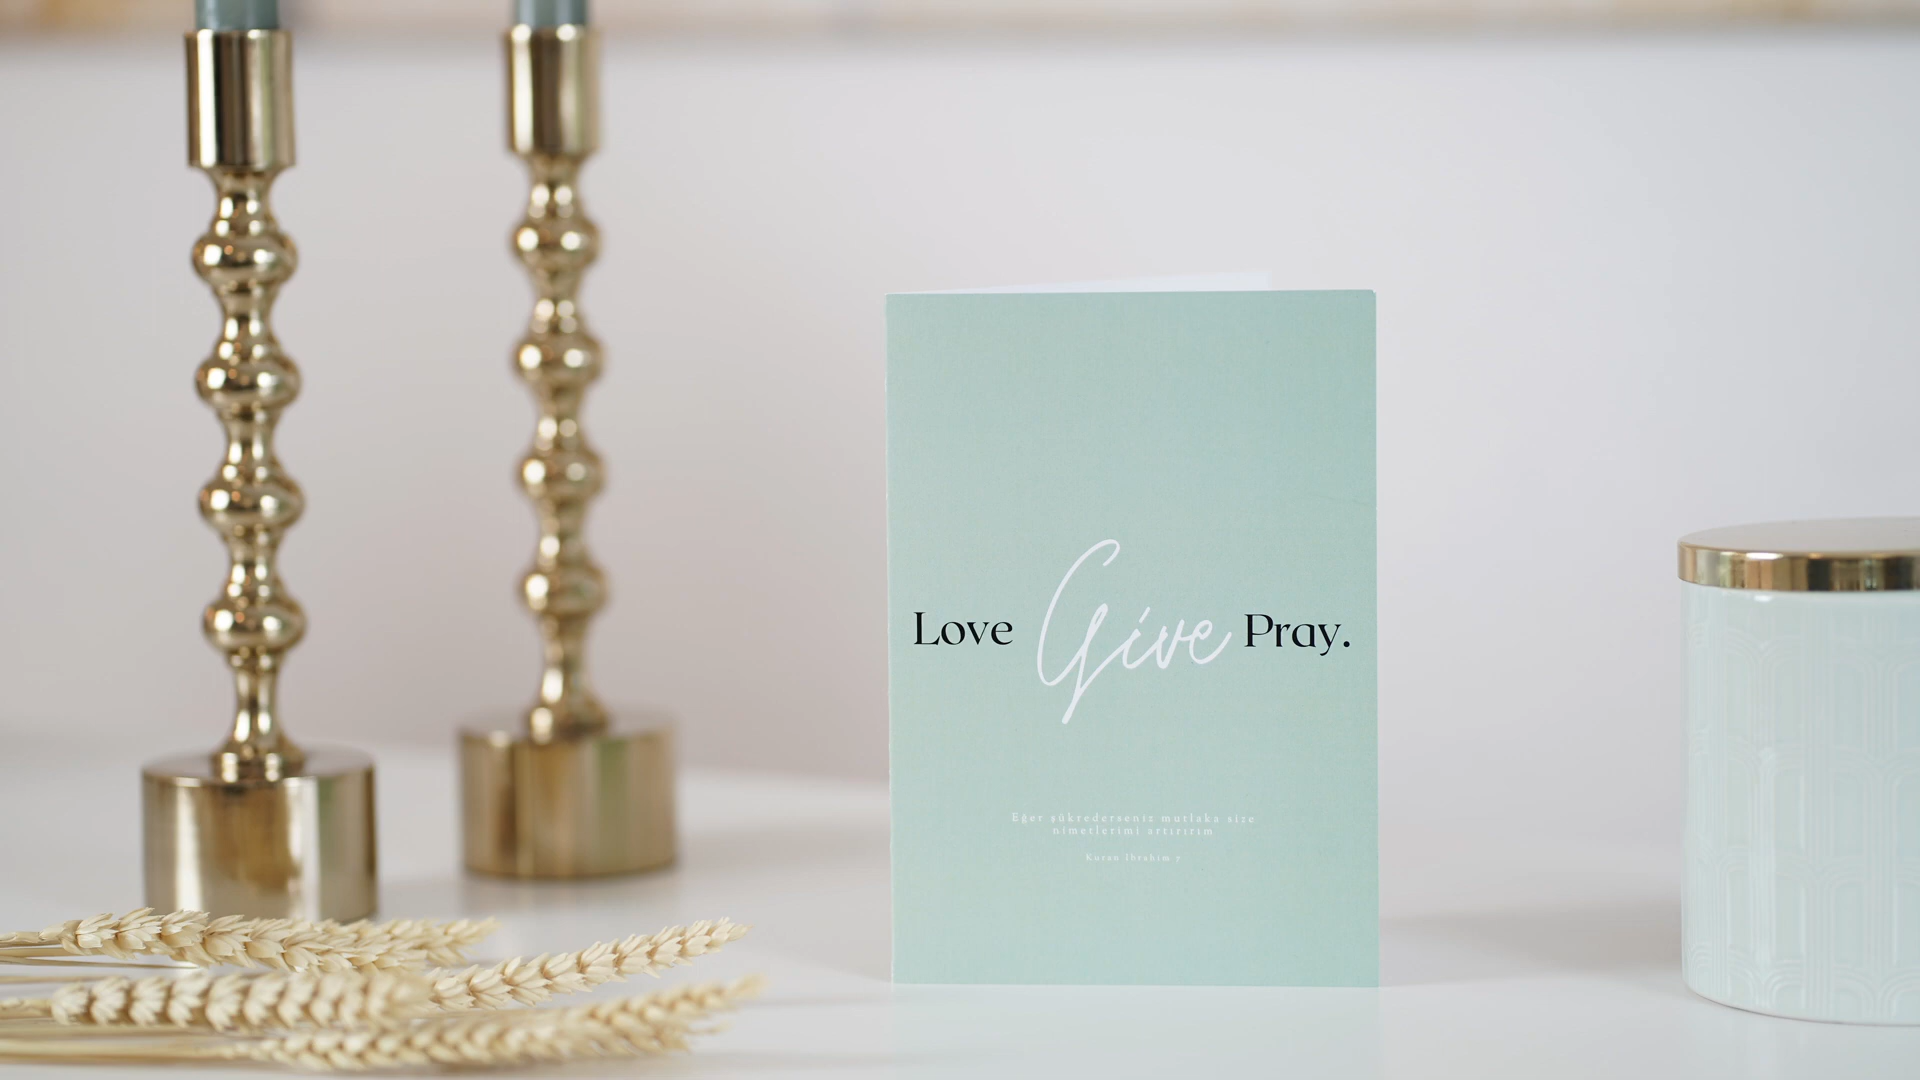 Love Give Pray.
Eğer şükrederseniz mutlaka size
nimetlerimi artırırım
Kuran İbrahim 7